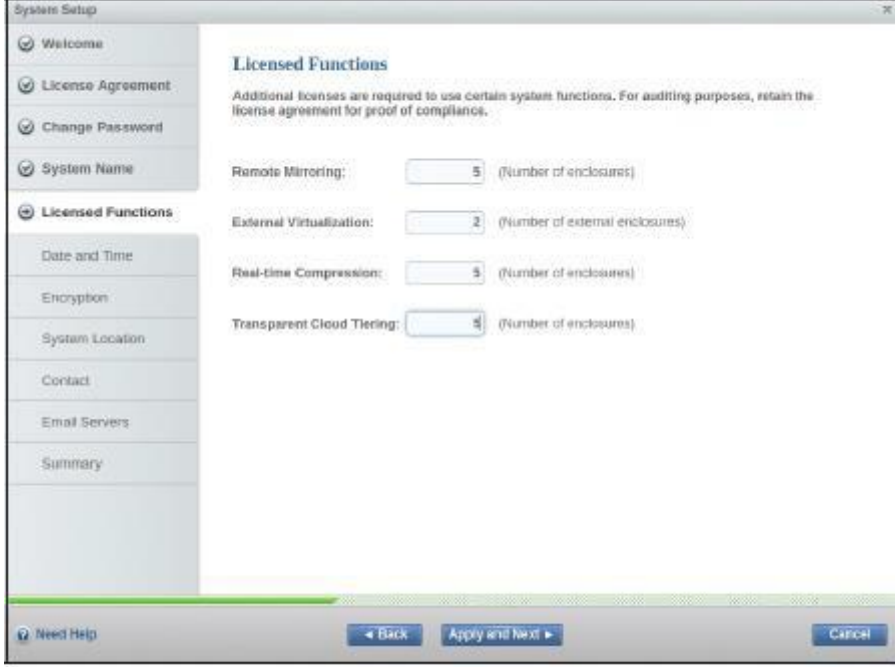 System Setup
Welcome
License Agreement
Change Password
System Name
Licensed Functions
Date and Time
Encryption
System Location
Contact
Email Servers
Summary
Licensed Functions
Additional licenses are required to use certain system functions. For auditing purposes, retain the
license agreement for proof of compliance.
Remote Mirroring: 5 (Number of enclosures)
External Virtualization: 2 (Number of external enclosures)
Real-time Compression: 5 (Number of enclosures)
Transparent Cloud Tiering: 5 (Number of enclosures)
Need Help
Back
Apply and Next
Cancel